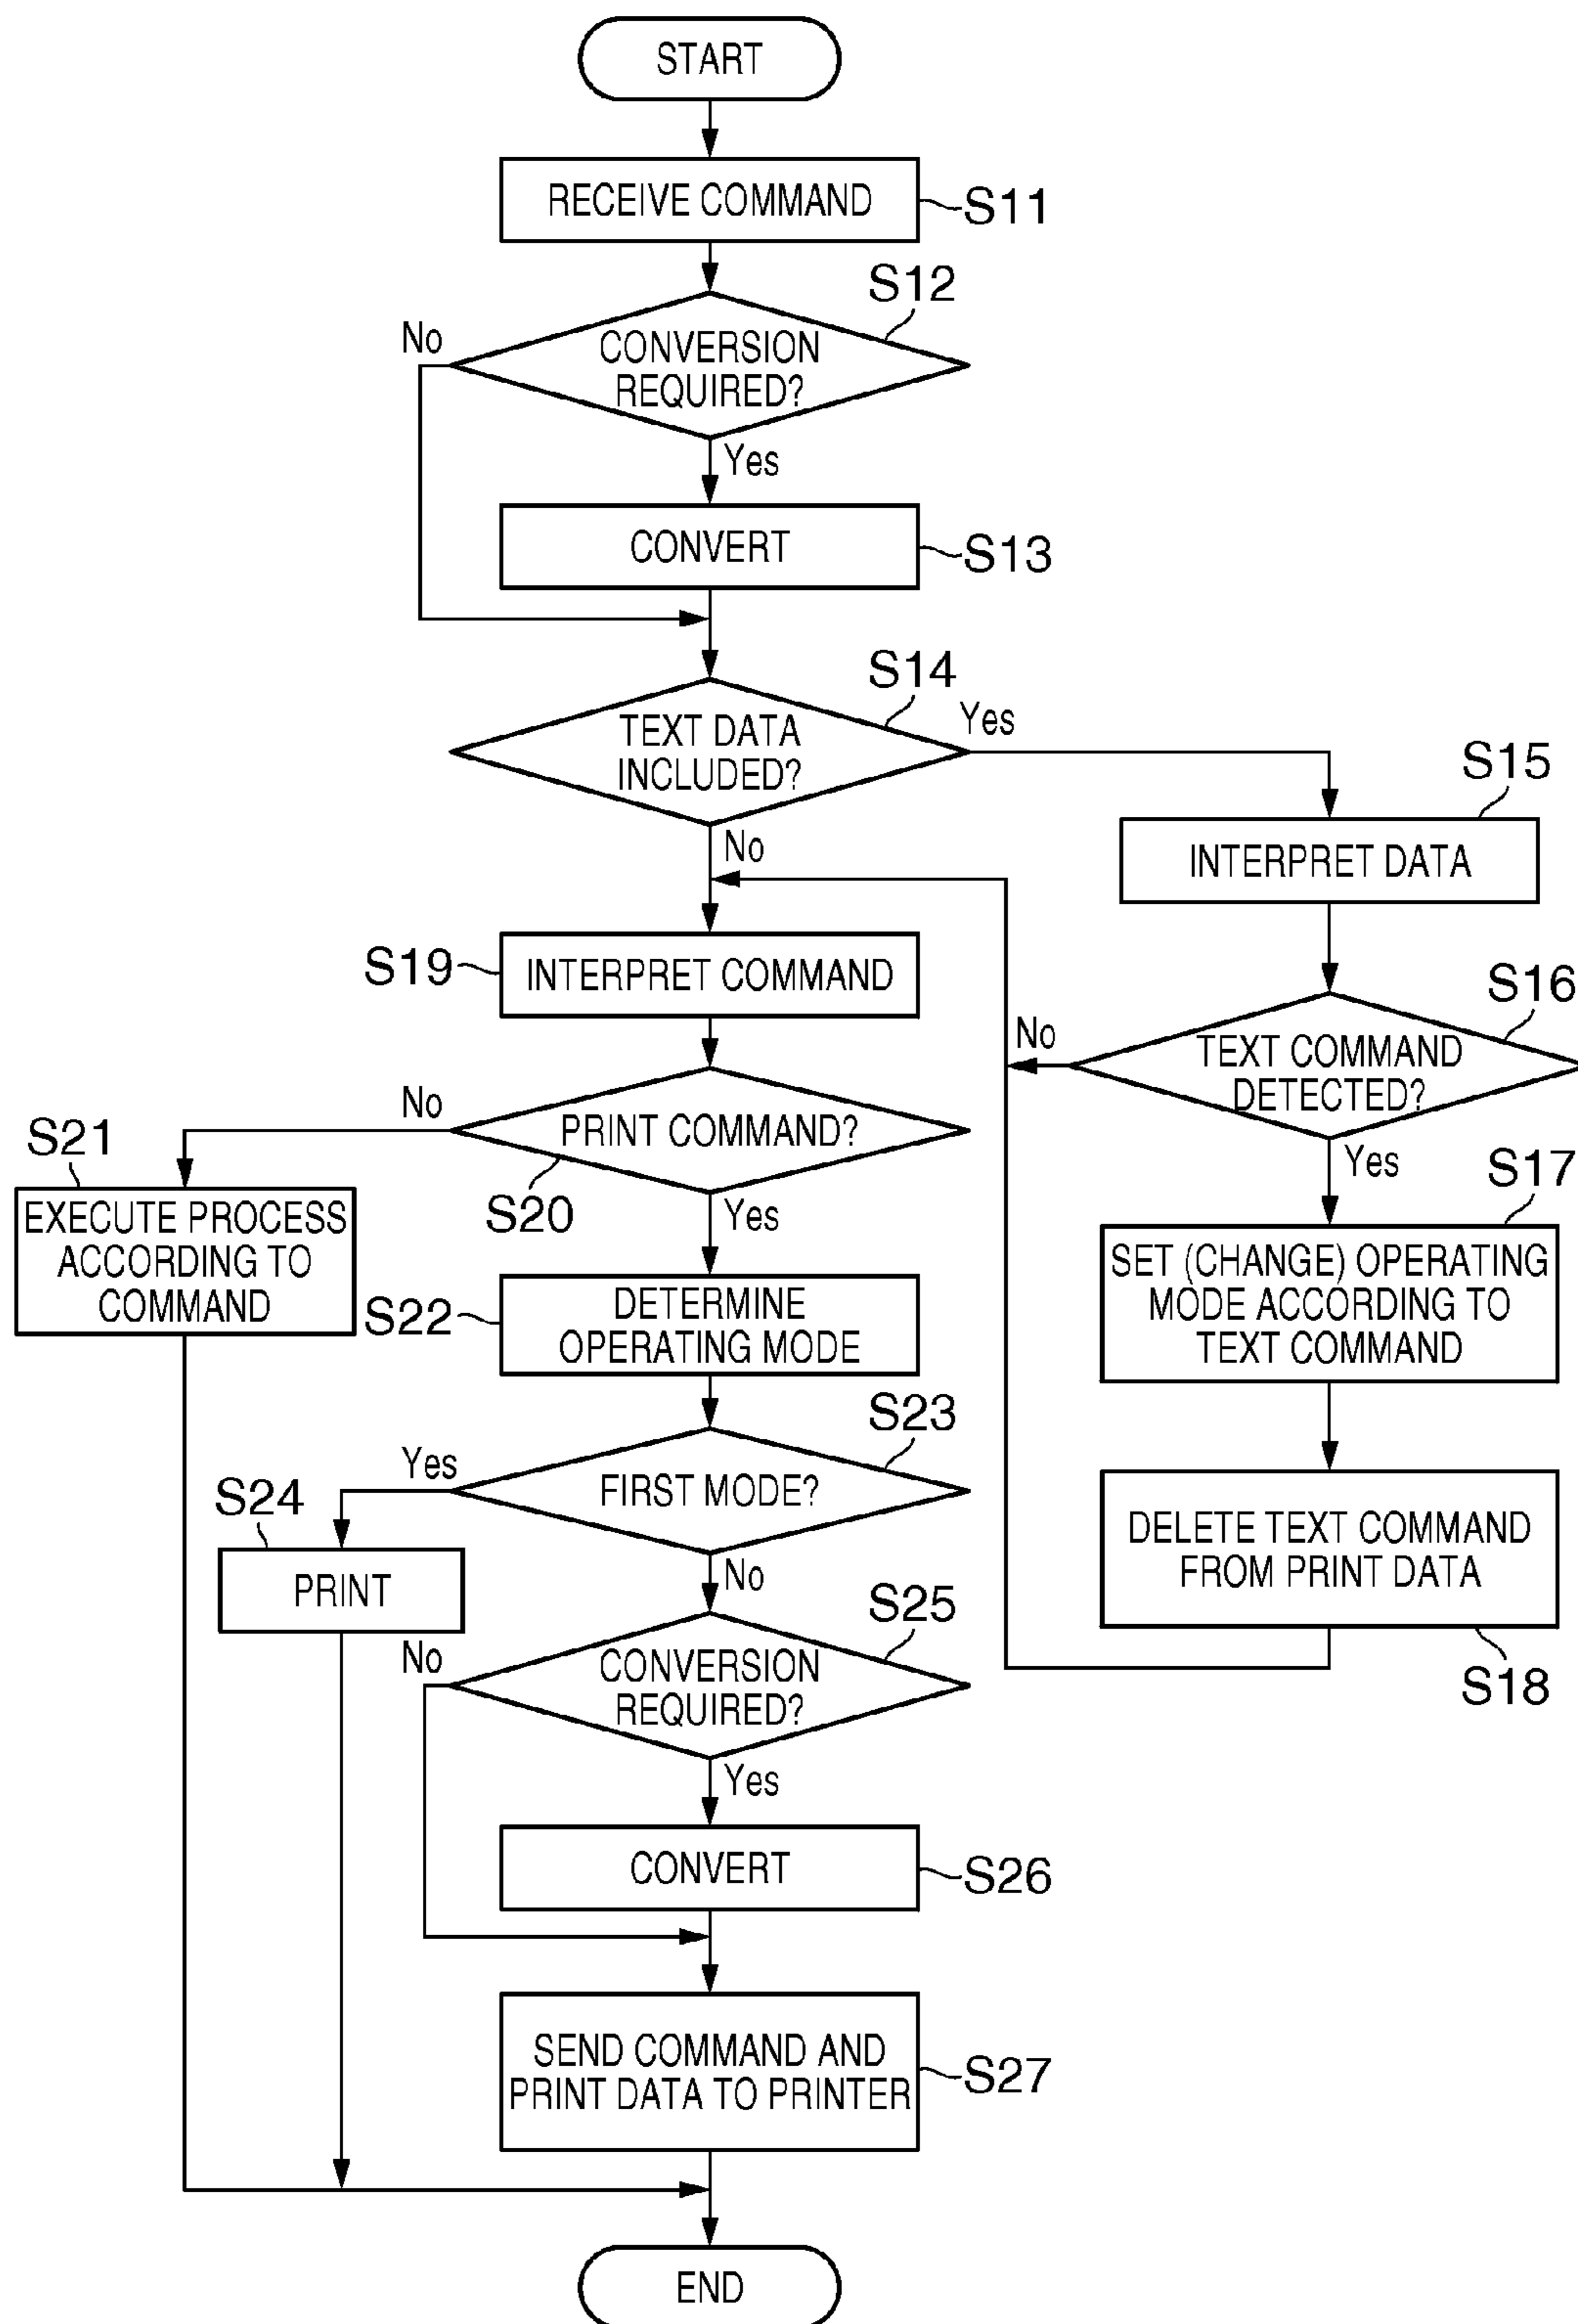 START
RECEIVE COMMAND
S11
S12
No
CONVERSION
REQUIRED?
Yes
CONVERT
S13
S14
Yes
TEXT DATA
INCLUDED?
No
S15
INTERPRET DATA
S19
INTERPRET COMMAND
S16
No
TEXT COMMAND
DETECTED?
Yes
S17
SET (CHANGE) OPERATING
MODE ACCORDING TO
TEXT COMMAND
DELETE TEXT COMMAND
FROM PRINT DATA
S18
No
PRINT COMMAND?
S20
Yes
S21
EXECUTE PROCESS
ACCORDING TO
COMMAND
S22
DETERMINE
OPERATING MODE
S23
Yes
FIRST MODE?
No
S24
PRINT
S25
No
CONVERSION
REQUIRED?
Yes
CONVERT
S26
SEND COMMAND AND
PRINT DATA TO PRINTER
S27
END